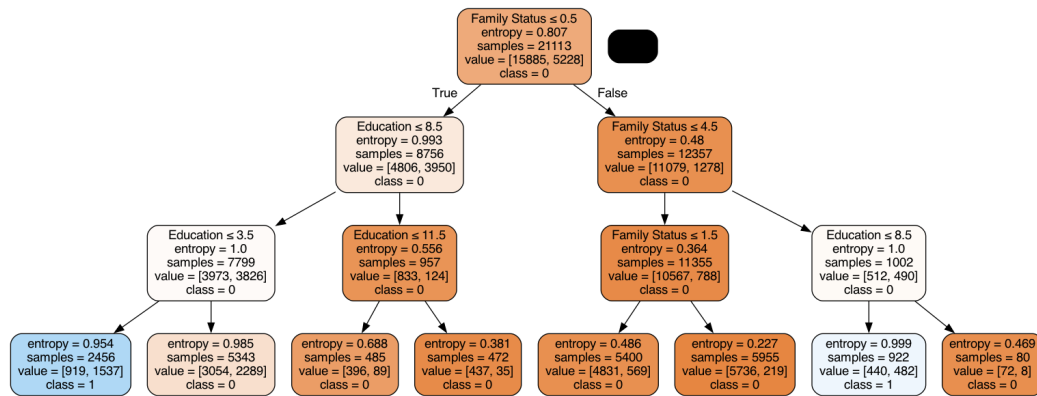 Family Status ≤ 0.5
entropy = 0.807
samples = 21113
value = [15885, 5228]
class = 0
True
False
Education ≤ 8.5
entropy = 0.993
samples = 8756
value = [4806, 3950]
class = 0
Family Status ≤ 4.5
entropy = 0.48
samples = 12357
value = [11079, 1278]
class = 0
Education ≤ 3.5
entropy = 1.0
samples = 7799
value = [3973, 3826]
class = 0
Education ≤ 11.5
entropy = 0.556
samples = 957
value = [833, 124]
class = 0
Family Status ≤ 1.5
entropy = 0.364
samples = 11355
value = [10567, 788]
class = 0
Education ≤ 8.5
entropy = 1.0
samples = 1002
value = [512, 490]
class = 0
entropy = 0.954
samples = 2456
value = [919, 1537]
class = 1
entropy = 0.985
samples = 5343
value = [3054, 2289]
class = 0
entropy = 0.688
samples = 485
value = [396, 89]
class = 0
entropy = 0.381
samples = 472
value = [437, 35]
class = 0
entropy = 0.486
samples = 5400
value = [4831, 569]
class = 0
entropy = 0.227
samples = 5955
value = [5736, 219]
class = 0
entropy = 0.999
samples = 922
value = [440, 482]
class = 1
entropy = 0.469
samples = 80
value = [72, 8]
class = 0